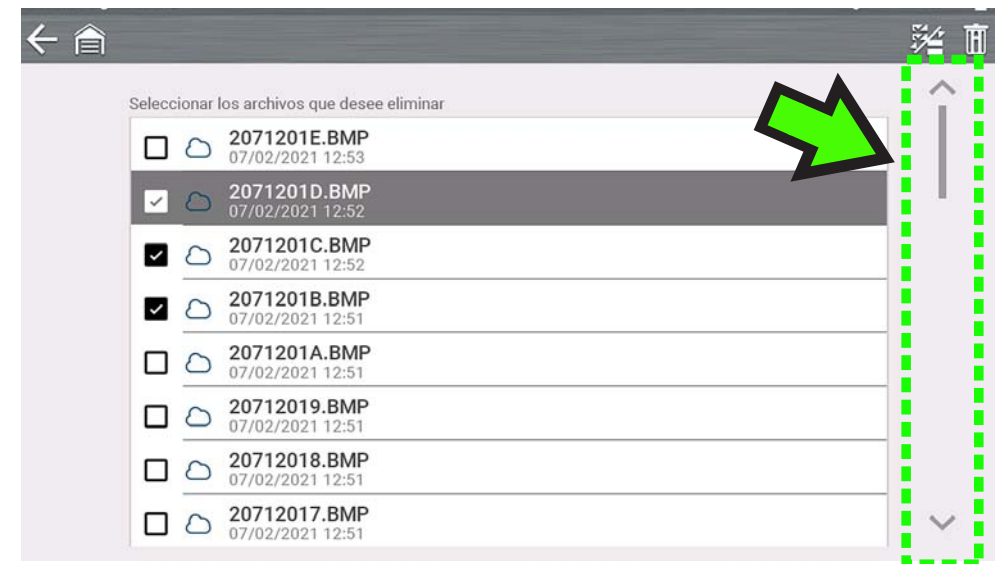 Seleccionar los archivos que desee eliminar
2071201E.BMP
07/02/2021 12:53
2071201D.BMP
07/02/2021 12:52
2071201C.BMP
07/02/2021 12:52
2071201B.BMP
07/02/2021 12:51
2071201A.BMP
07/02/2021 12:51
20712019.BMP
07/02/2021 12:51
20712018.BMP
07/02/2021 12:51
20712017.BMP
07/02/2021 12:51